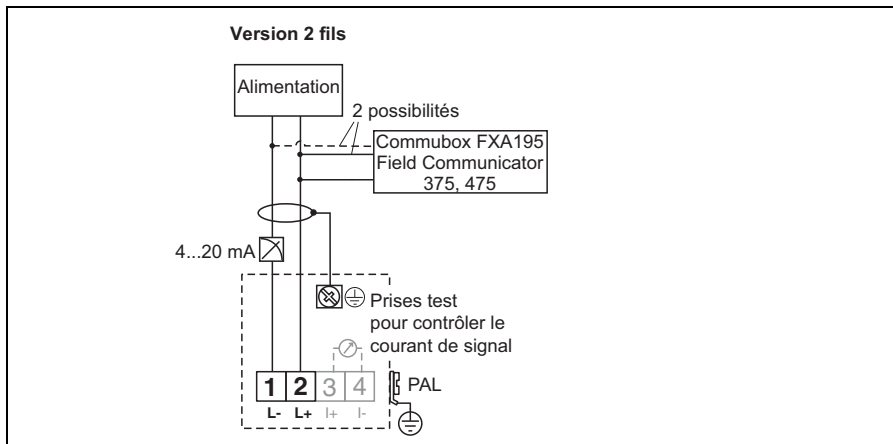 Version 2 fils
Alimentation
2 possibilités
Commubox FXA195
Field Communicator
375, 475
4...20 mA
Prises test
pour contrôler le
courant de signal
1 2 3 4
L- L+ I+ I-
PAL